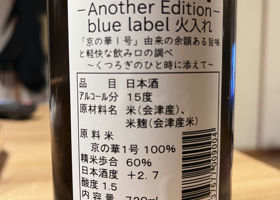 -Another Edition-
blue label 火入れ
「京の華1号」由来の余韻ある旨味
と軽快な飲み口の調べ
～くつろぎのひと時に添えて～
品目 日本酒
アルコール分 15度
原材料名 米(会津産)、
米麹(会津産米)
原料米
京の華1号 100%
精米歩合 60%
日本酒度 +2.7
酸度 1.5